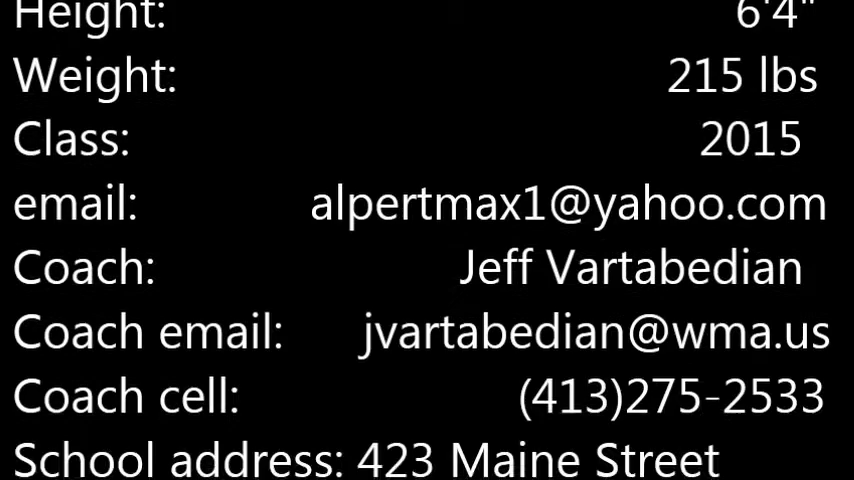 Height: 6'4"
Weight: 215 lbs
Class: 2015
email: alpertmax1@yahoo.com
Coach: Jeff Vartabedian
Coach email: jvartabedian@wma.us
Coach cell: (413)275-2533
School address: 423 Maine Street